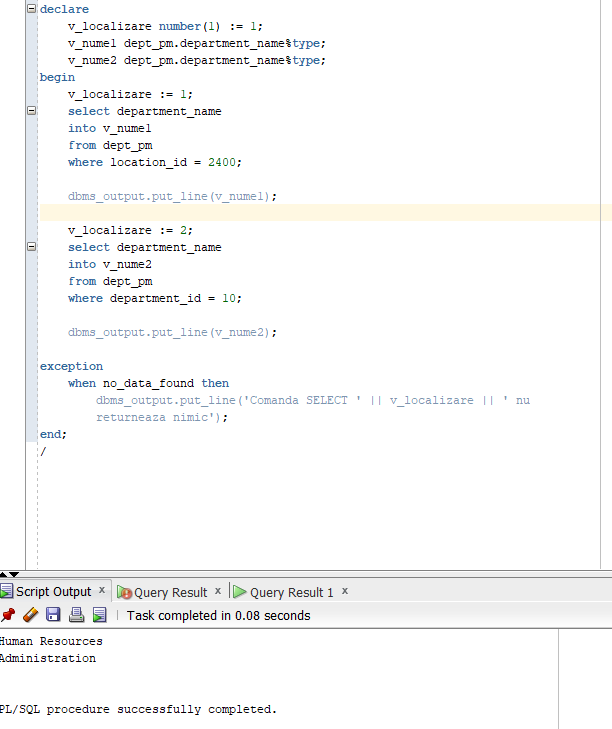 declare
v_localizare number(1) := 1;
v_nume1 dept_pm.department_name%type;
v_nume2 dept_pm.department_name%type;
begin
v_localizare := 1;
select department_name
into v_nume1
from dept_pm
where location_id = 2400;
dbms_output.put_line(v_nume1);
v_localizare := 2;
select department_name
into v_nume2
from dept_pm
where department_id = 10;
dbms_output.put_line(v_nume2);
exception
when no_data_found then
dbms_output.put_line('Comanda SELECT ' || v_localizare || ' nu
returneaza nimic');
end;
/
Script Output x Query Result x Query Result 1 x
Task completed in 0.08 seconds
Human Resources
Administration
PL/SQL procedure successfully completed.